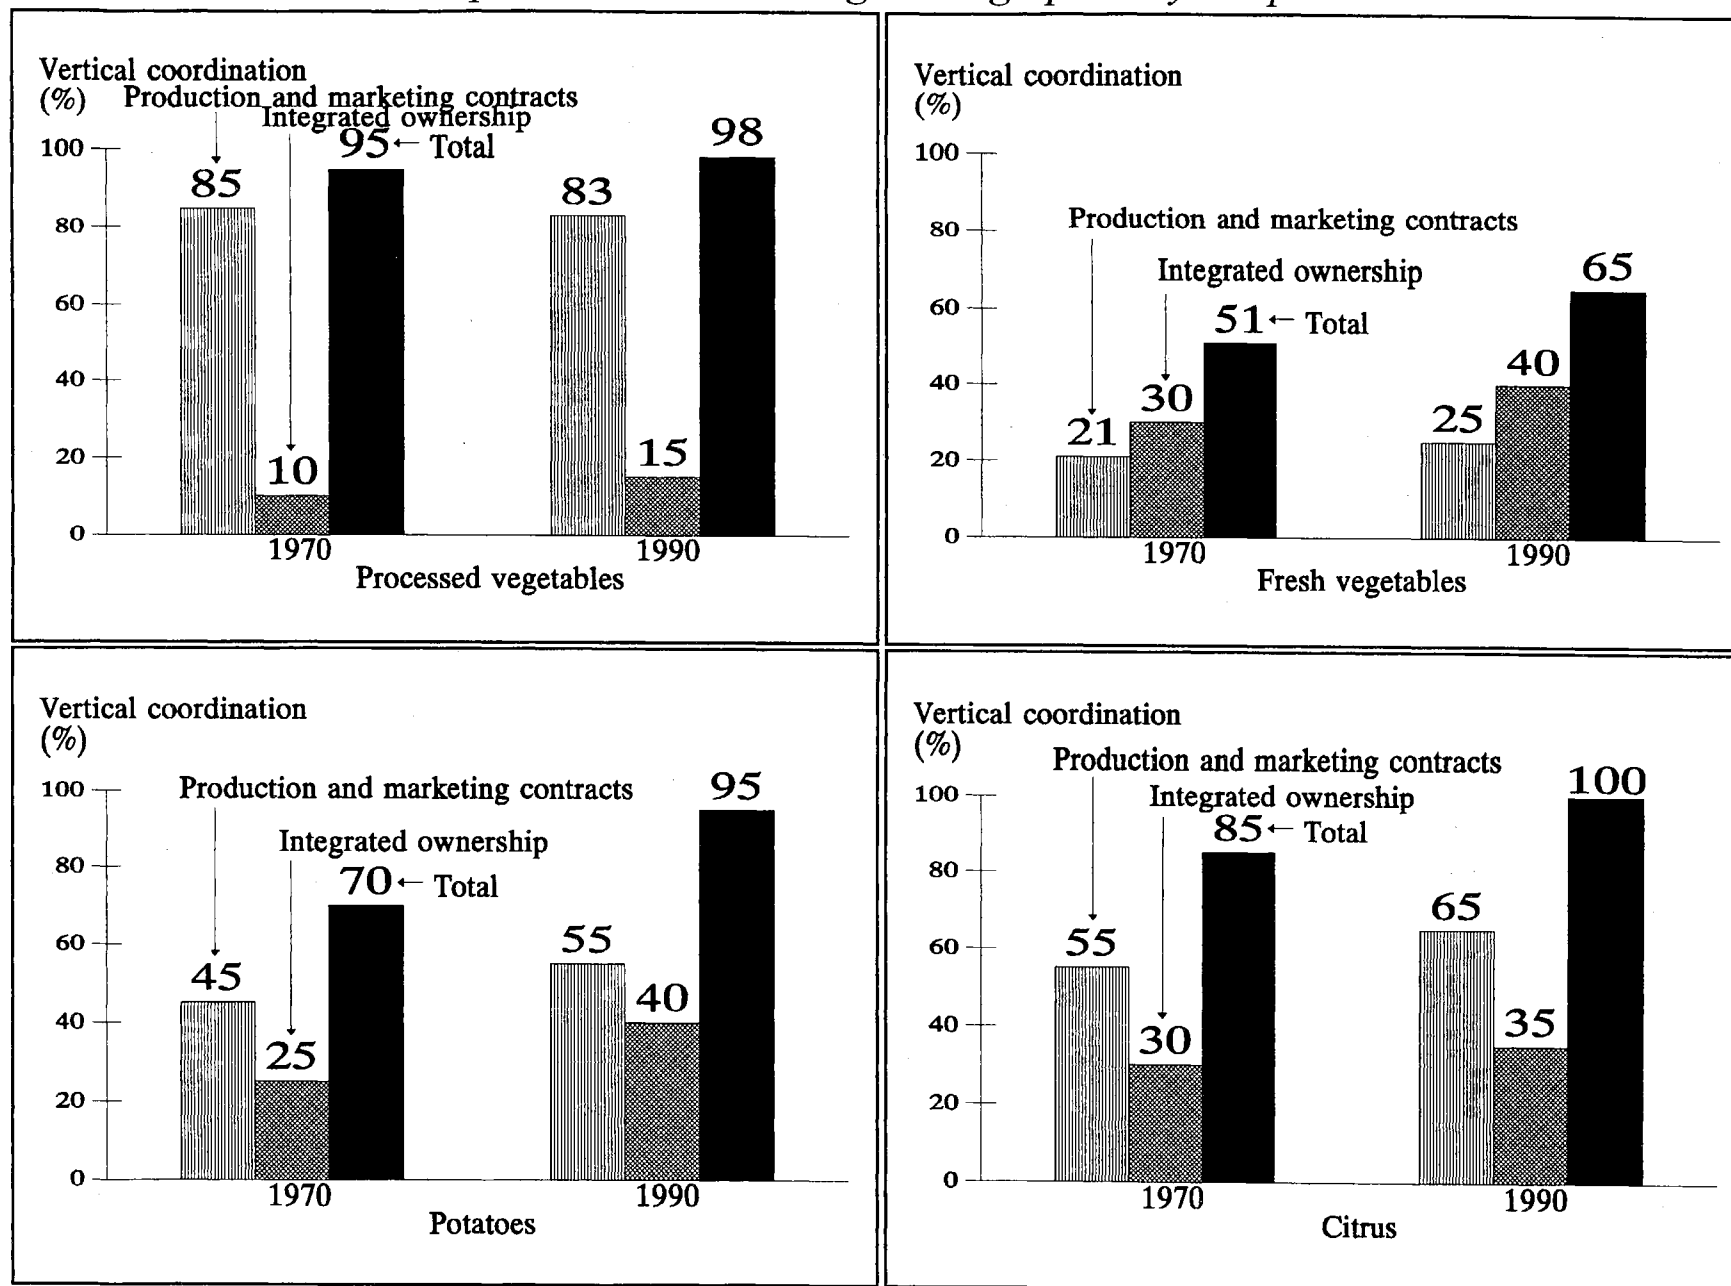 Vertical coordination
(%)
Production and marketing contracts
Integrated ownership
95 ← Total
98
100
85
83
80
60
40
20
15
10
0
1970
1990
Processed vegetables
Vertical coordination
(%)
100
80
Production and marketing contracts
Integrated ownership
65
60
51 ← Total
40
40
30
25
21
20
0
1970
1990
Fresh vegetables
Vertical coordination
(%)
100
Production and marketing contracts
95
Integrated ownership
80
70 ← Total
60
55
45
40
40
25
20
0
1970
1990
Potatoes
Vertical coordination
(%)
Production and marketing contracts
100
Integrated ownership
100
85 ← Total
80
65
60
55
40
35
30
20
0
1970
1990
Citrus